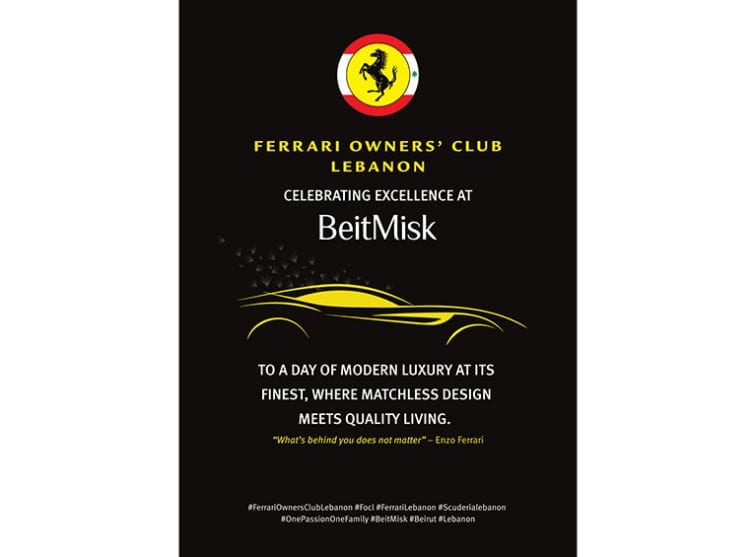 FERRARI OWNERS' CLUB
LEBANON
CELEBRATING EXCELLENCE AT
BeitMisk
TO A DAY OF MODERN LUXURY AT ITS
FINEST, WHERE MATCHLESS DESIGN
MEETS QUALITY LIVING.
“What's behind you does not matter” – Enzo Ferrari
#FerrariOwnersClubLebanon #Focl #FerrariLebanon #Scuderialebanon
#OnePassionOneFamily #BeitMisk #Beirut #Lebanon